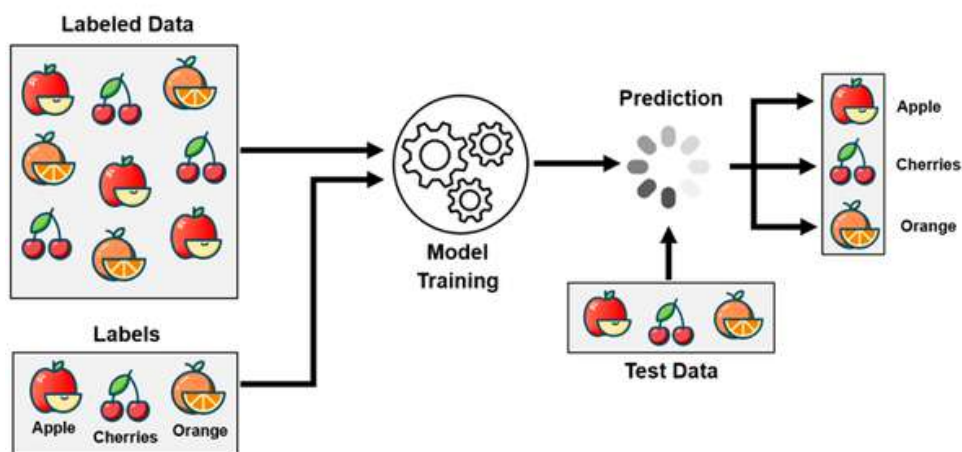 Labeled Data
Labels
Apple
Cherries
Orange
Model
Training
Prediction
Test Data
Apple
Cherries
Orange